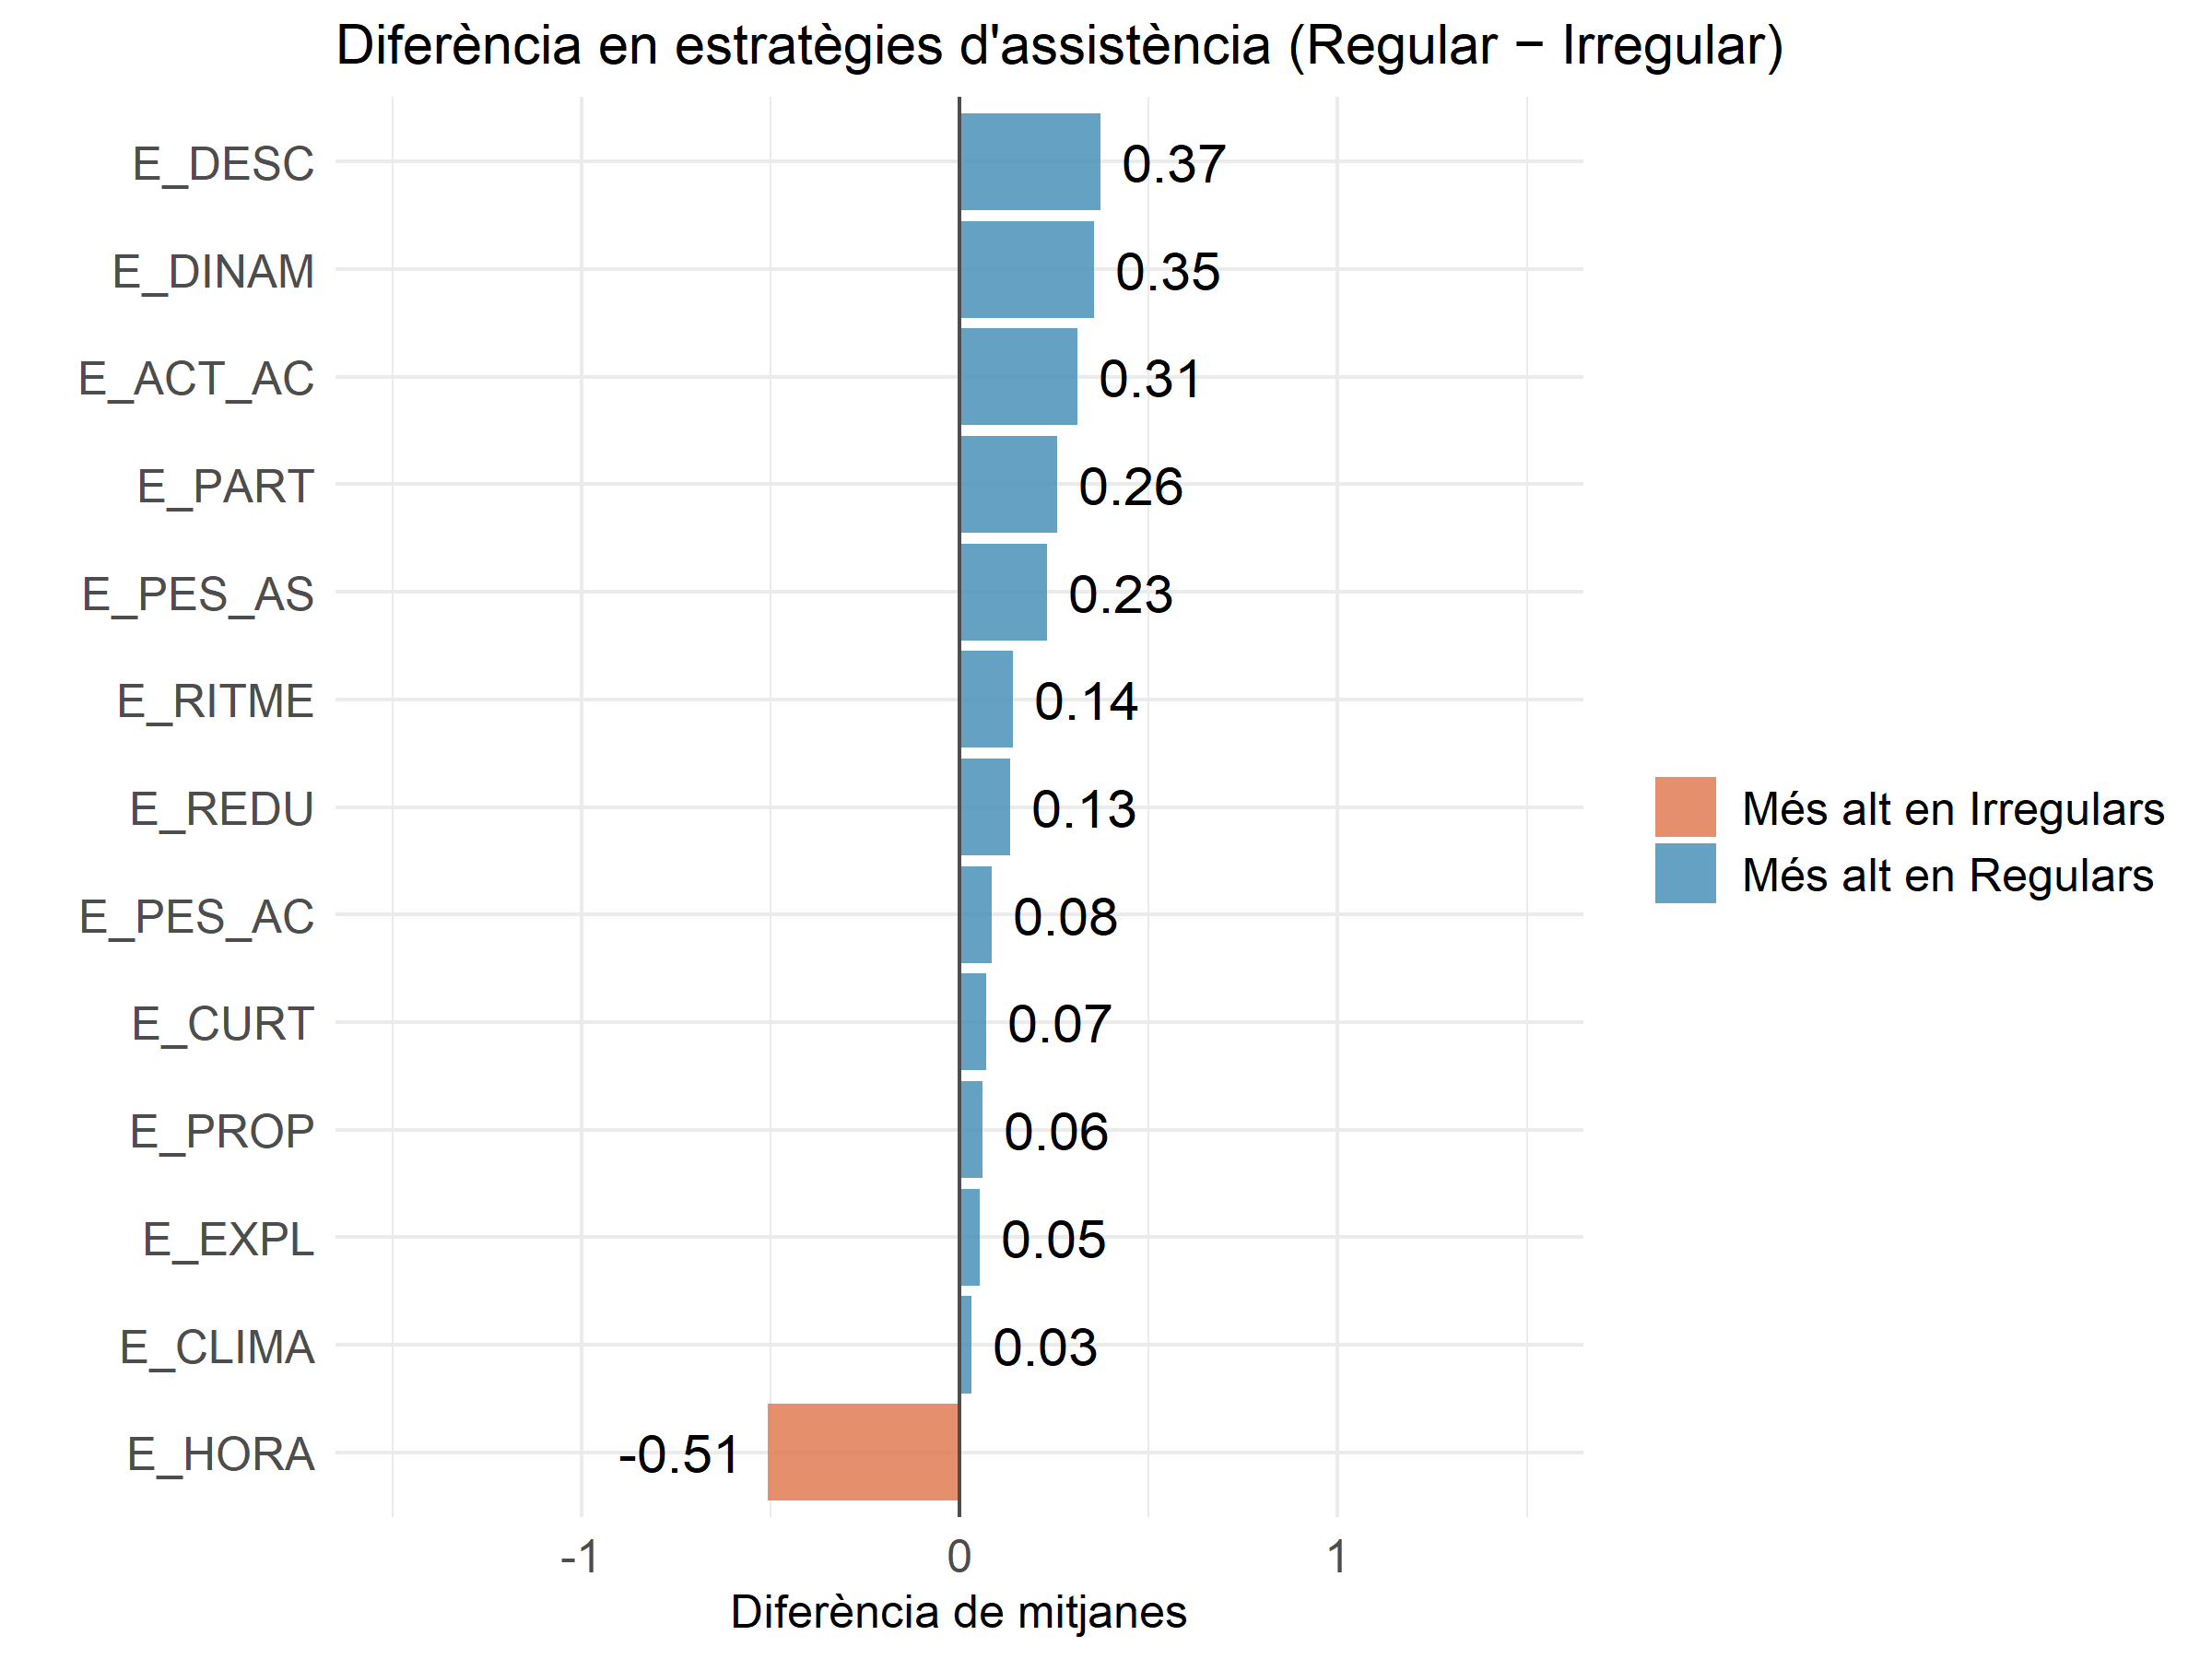 Diferència en estratègies d'assistència (Regular − Irregular)
E_DESC 0.37
E_DINAM 0.35
E_ACT_AC 0.31
E_PART 0.26
E_PES_AS 0.23
E_RITME 0.14
E_REDU 0.13
E_PES_AC 0.08
E_CURT 0.07
E_PROP 0.06
E_EXPL 0.05
E_CLIMA 0.03
E_HORA -0.51
-1 0 1
Diferència de mitjanes
Més alt en Irregulars
Més alt en Regulars